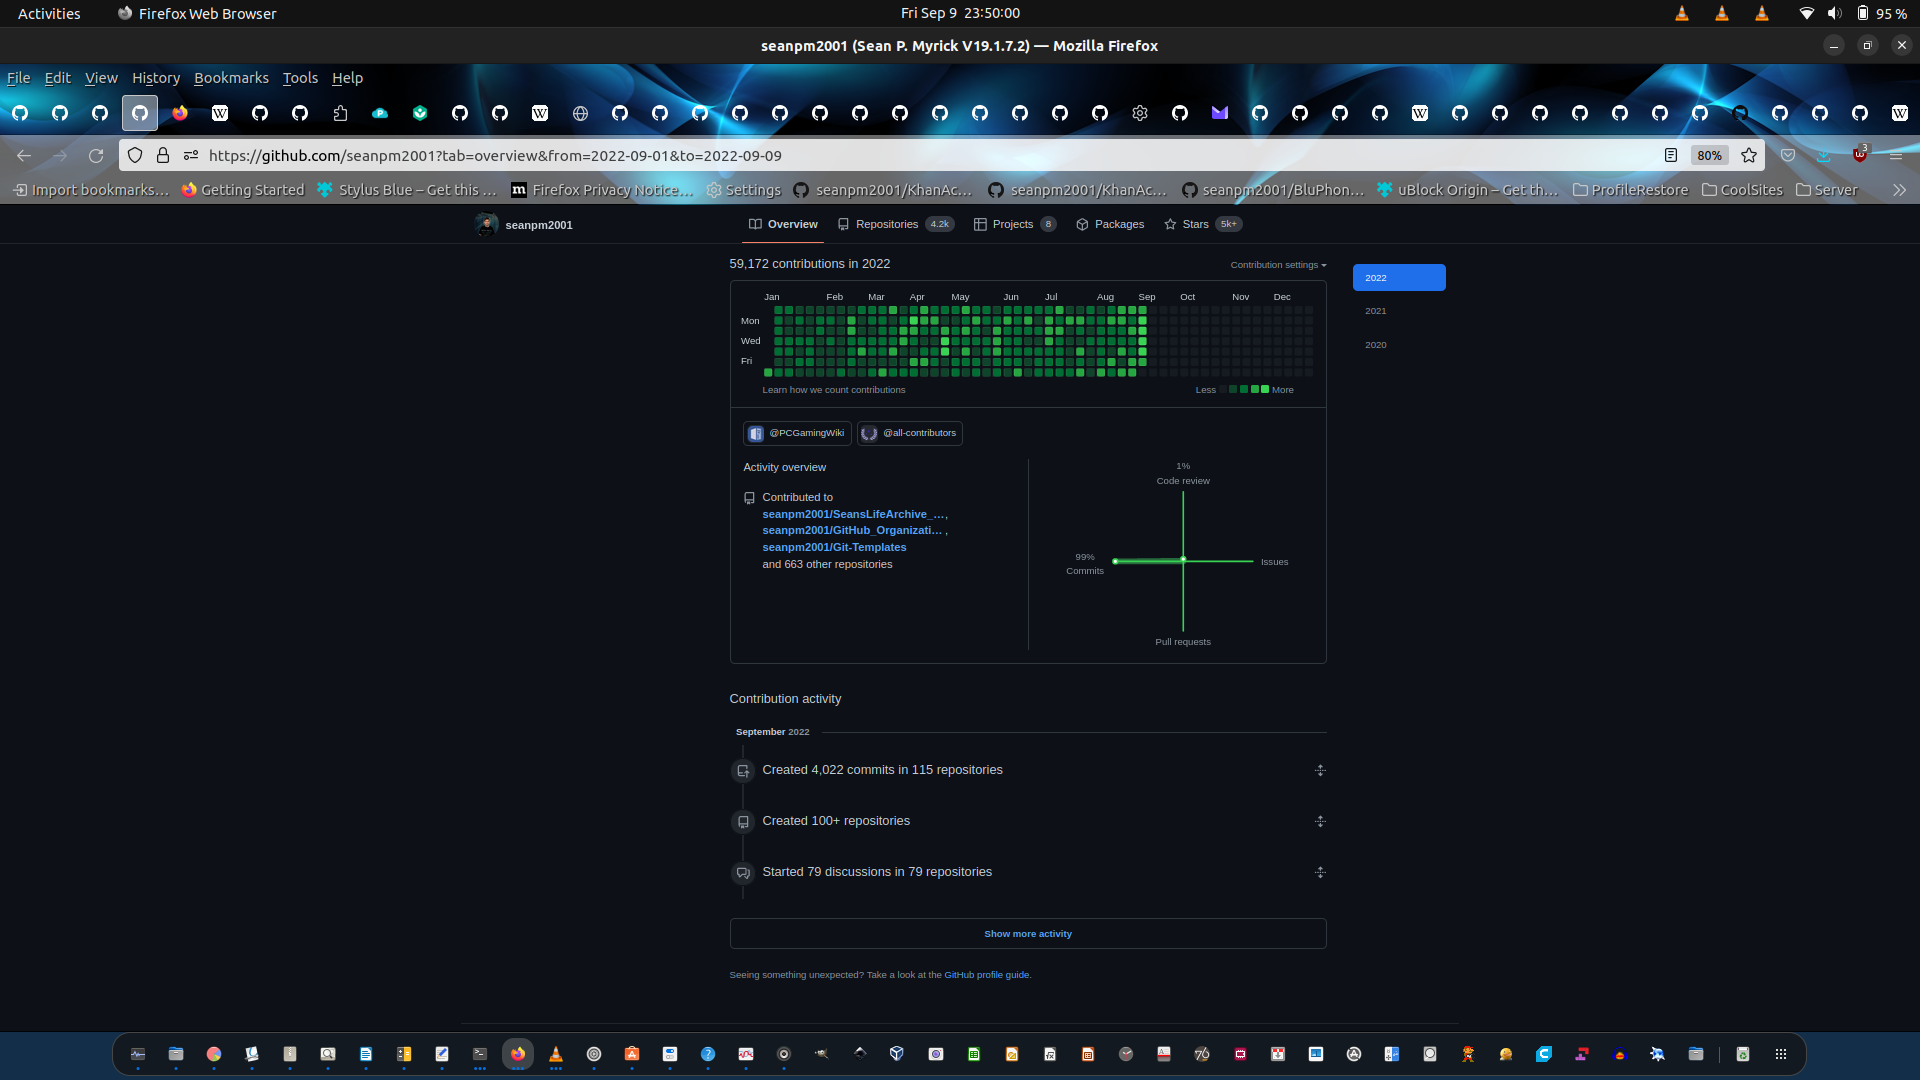 Activities
Firefox Web Browser
Fri Sep 9 23:50:00
95 %
seanpm2001 (Sean P. Myrick V19.1.7.2) — Mozilla Firefox
File Edit View History Bookmarks Tools Help
https://github.com/seanpm2001?tab=overview&from=2022-09-01&to=2022-09-09
80%
3
Import bookmarks…
Getting Started
Stylus Blue – Get this …
Firefox Privacy Notice…
Settings
seanpm2001/KhanAc…
seanpm2001/KhanAc…
seanpm2001/BluPhon…
uBlock Origin – Get th…
ProfileRestore
CoolSites
Server
seanpm2001
Overview
Repositories 4.2k
Projects 8
Packages
Stars 5k+
59,172 contributions in 2022
Contribution settings
2022
2021
2020
Jan Feb Mar Apr May Jun Jul Aug Sep Oct Nov Dec
Mon
Wed
Fri
Learn how we count contributions
Less
More
@PCGamingWiki
@all-contributors
Activity overview
Contributed to
seanpm2001/SeansLifeArchive_…,
seanpm2001/GitHub_Organizati… ,
seanpm2001/Git-Templates
and 663 other repositories
1%
Code review
99%
Commits
Issues
Pull requests
Contribution activity
September 2022
Created 4,022 commits in 115 repositories
Created 100+ repositories
Started 79 discussions in 79 repositories
Show more activity
Seeing something unexpected? Take a look at the GitHub profile guide.